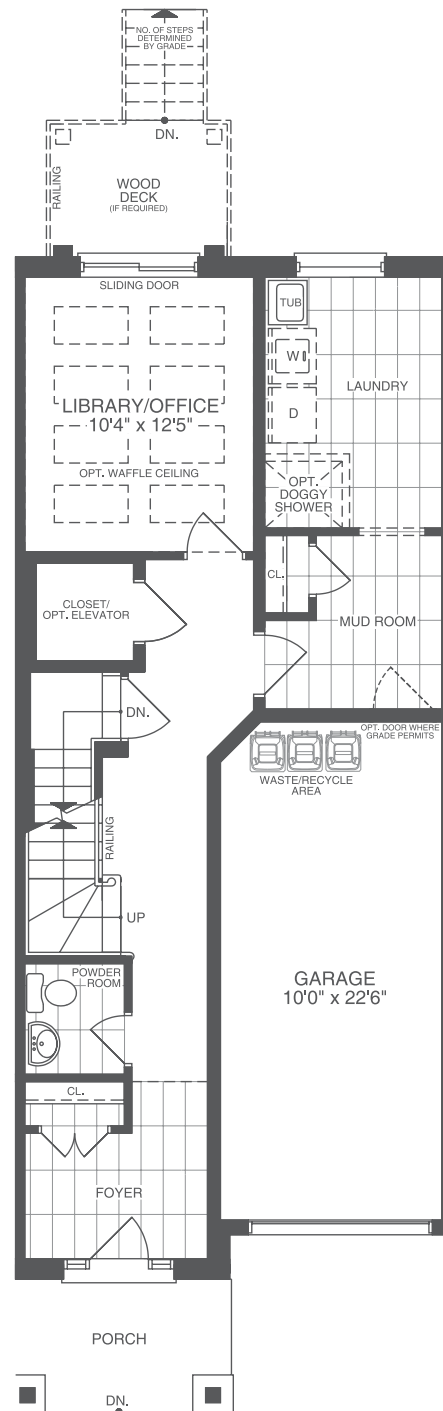 NO. OF STEPS
DETERMINED
BY GRADE
DN.
RAILING
WOOD
DECK
(IF REQUIRED)
SLIDING DOOR
TUB
W
LAUNDRY
D
LIBRARY/OFFICE
10'4" x 12'5"
OPT. WAFFLE CEILING
OPT.
DOGGY
SHOWER
CL.
CLOSET/
OPT. ELEVATOR
MUD ROOM
DN.
OPT. DOOR WHERE
GRADE PERMITS
WASTE/RECYCLE
AREA
RAILING
UP
POWDER
ROOM
GARAGE
10'0" x 22'6"
CL.
FOYER
PORCH
DN.